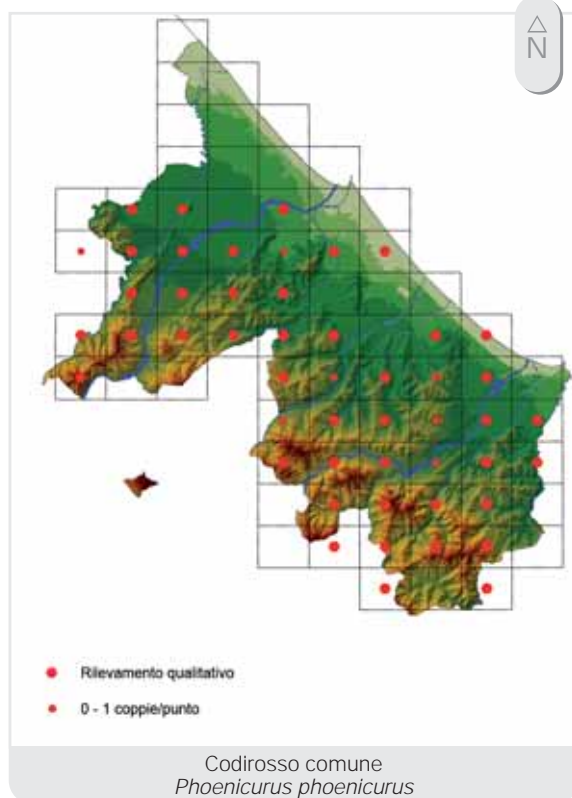 N
Rilevamento qualitativo
0 - 1 coppie/punto
Codirosso comune
Phoenicurus phoenicurus